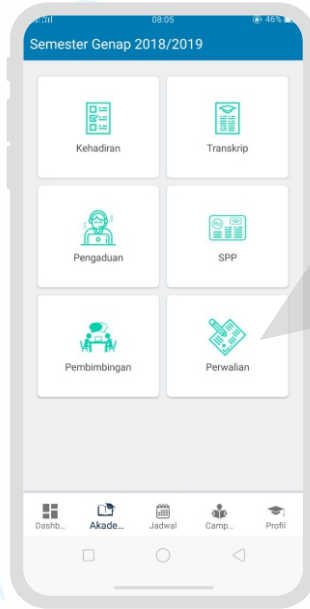 08:05 46%
Semester Genap 2018/2019
Kehadiran Transkrip
Pengaduan SPP
Pembimbingan Perwalian
Dashb... Akade... Jadwal Camp... Profil